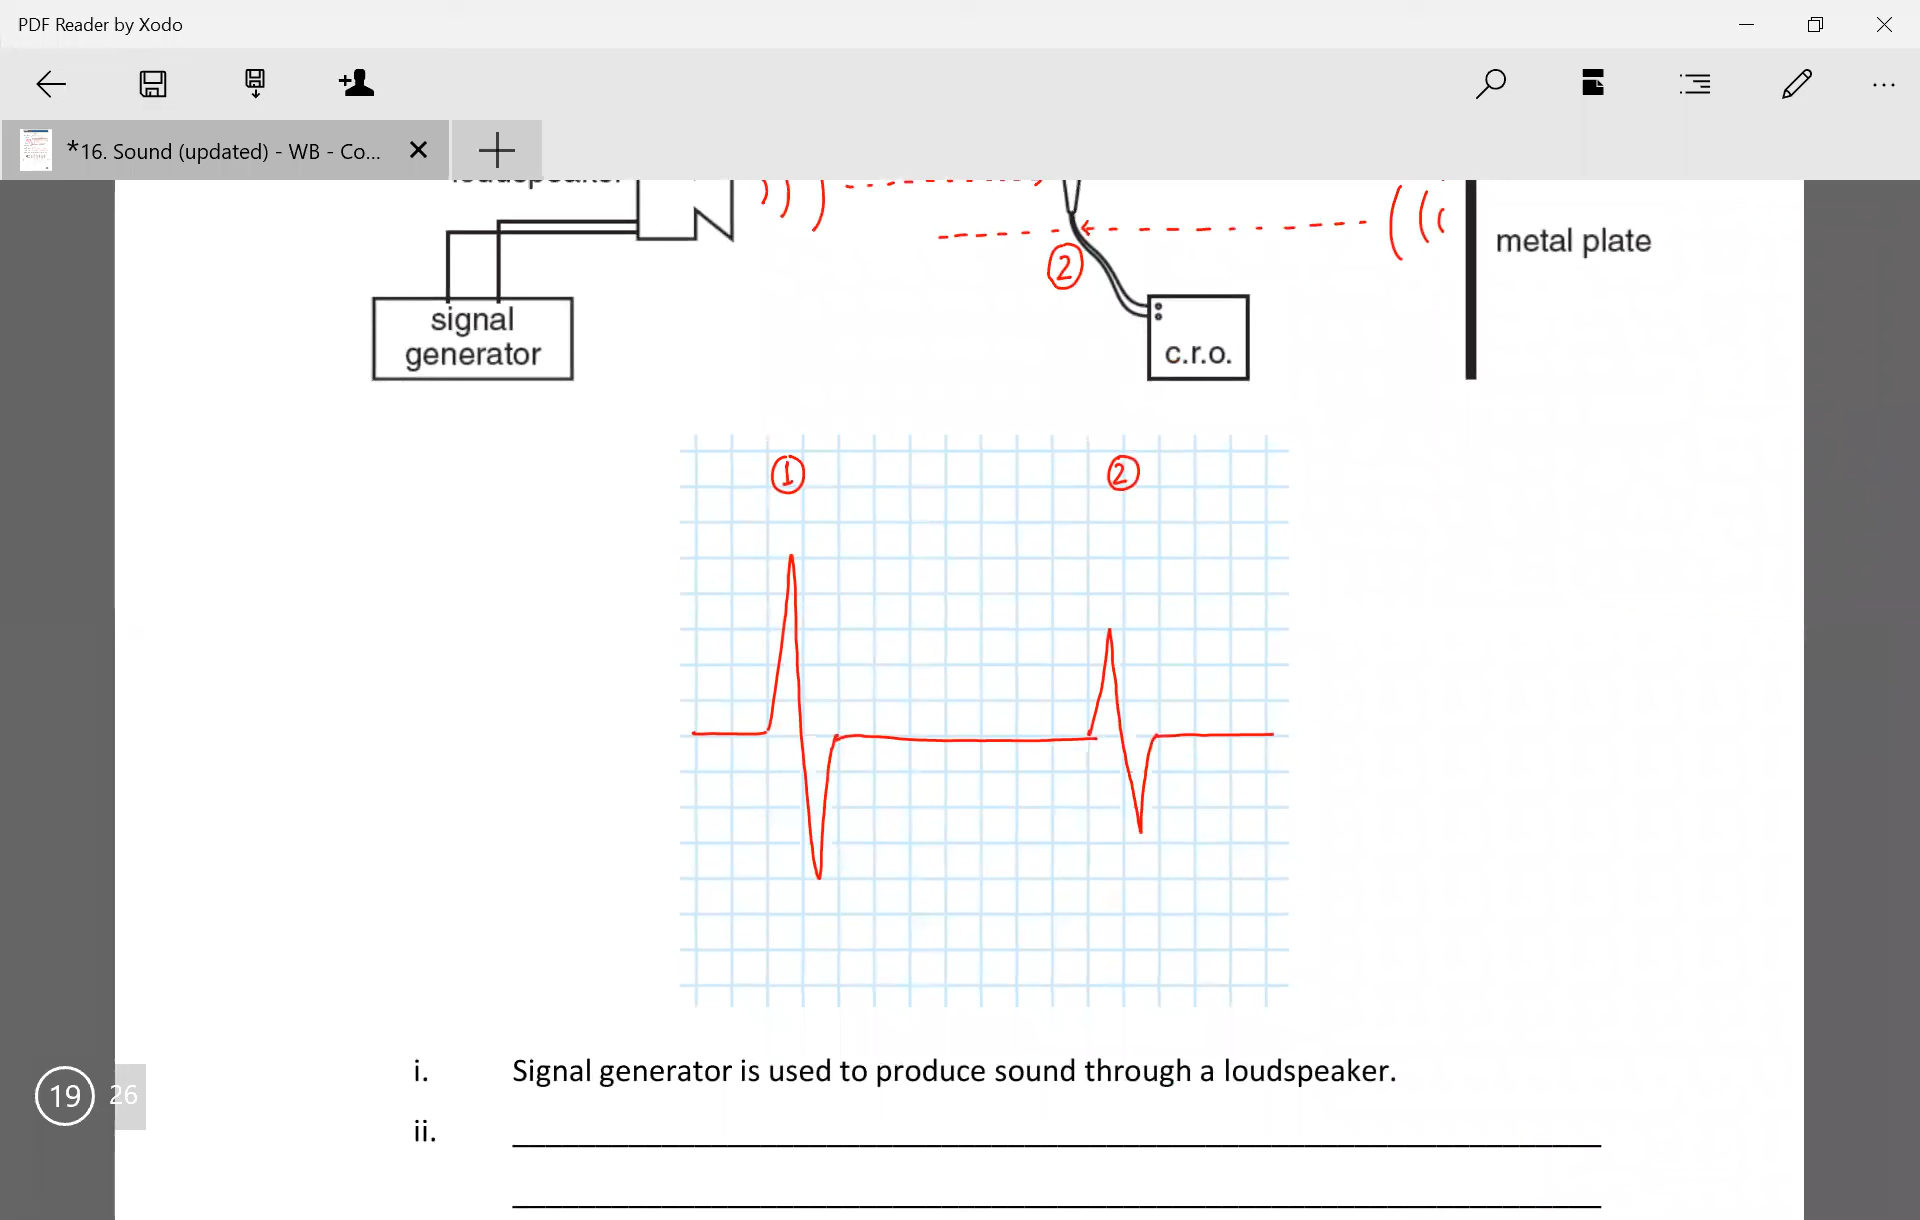 PDF Reader by Xodo
*16. Sound (updated) - WB - Co...
loudspeaker
metal plate
2
signal
generator
c.r.o.
1
2
i. Signal generator is used to produce sound through a loudspeaker.
19 26
ii.